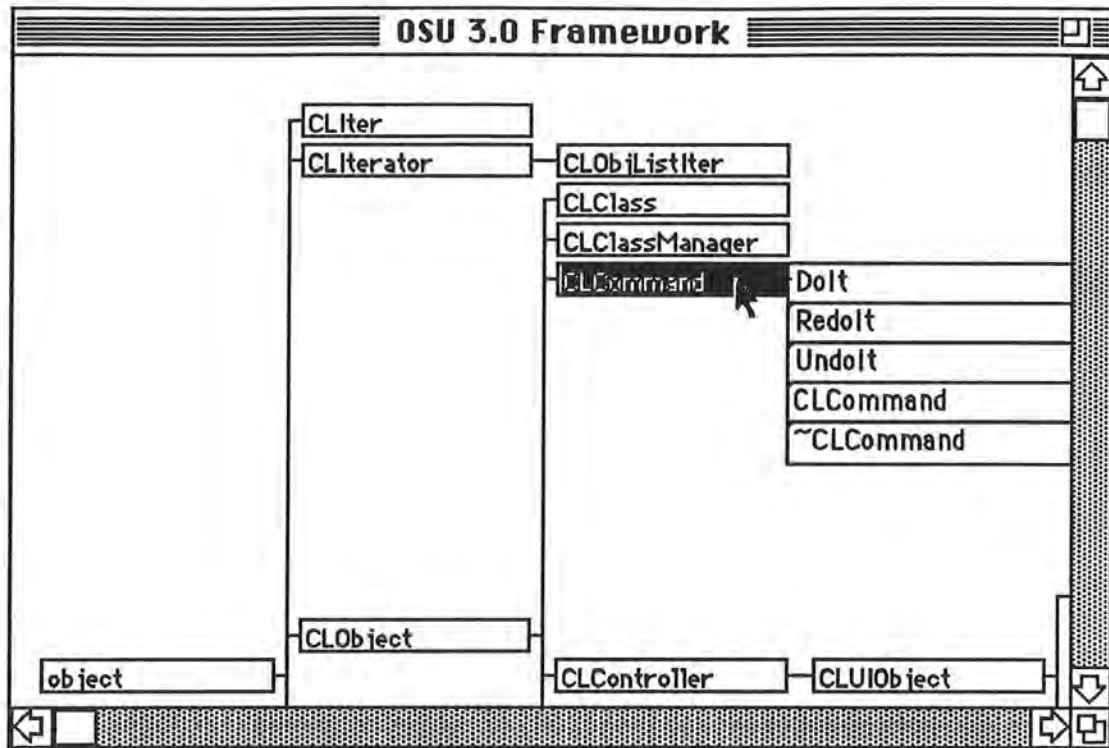 OSU 3.0 Framework
CLIter
CLIterator
CLObjListIter
CLClass
CLClassManager
CLCommand
DoIt
RedoIt
UndoIt
CLCommand
~CLCommand
CLObject
object
CLController
CLUIObject